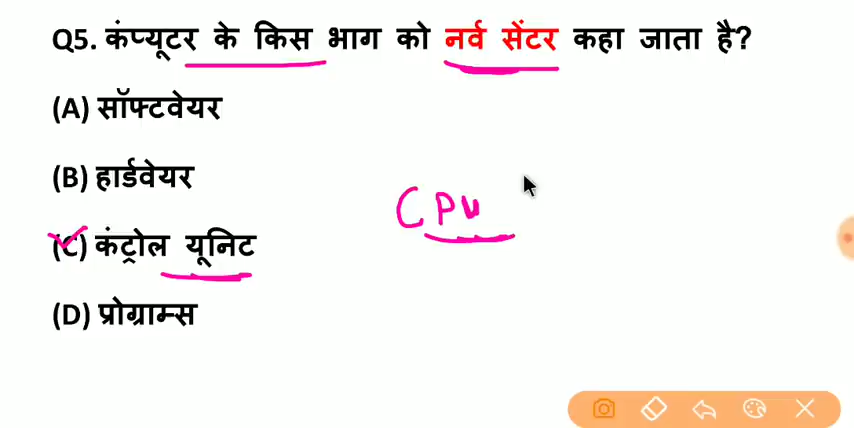 Q5. कंप्यूटर के किस भाग को नर्व सेंटर कहा जाता है?
(A) सॉफ्टवेयर
(B) हार्डवेयर
CPU
(C) कंट्रोल यूनिट
(D) प्रोग्राम्स